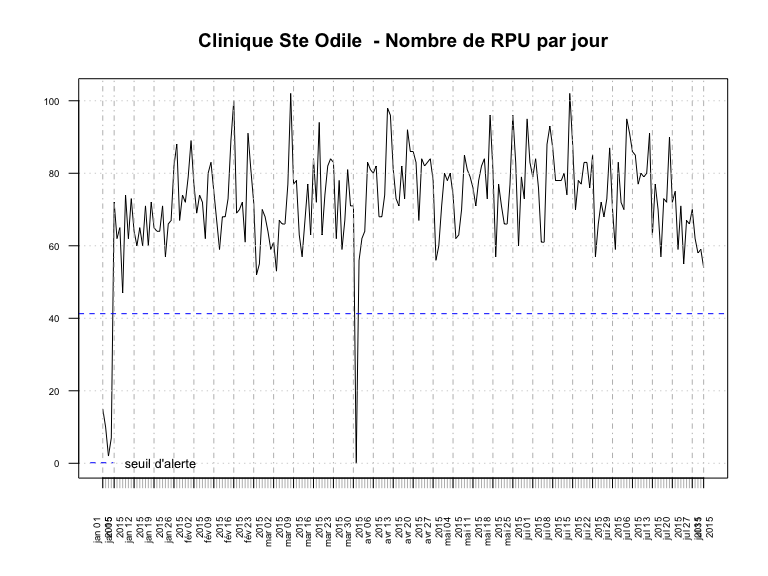 Clinique Ste Odile - Nombre de RPU par jour
100
80
60
40
20
0
seuil d'alerte
jan 01 2015
jan 05 2015
jan 12 2015
jan 19 2015
jan 26 2015
fév 02 2015
fév 09 2015
fév 16 2015
fév 23 2015
mar 02 2015
mar 09 2015
mar 16 2015
mar 23 2015
mar 30 2015
avr 06 2015
avr 13 2015
avr 20 2015
avr 27 2015
mai 04 2015
mai 11 2015
mai 18 2015
mai 25 2015
jui 01 2015
jui 08 2015
jui 15 2015
jui 22 2015
jui 29 2015
jul 06 2015
jul 13 2015
jul 20 2015
jul 27 2015
2015